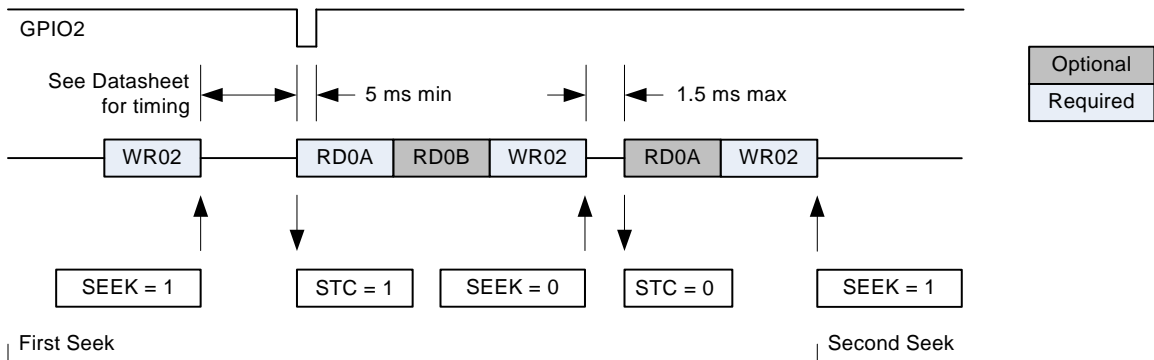 GPIO2
See Datasheet
for timing
5 ms min
1.5 ms max
Optional
Required
WR02
RD0A
RD0B
WR02
RD0A
WR02
SEEK = 1
STC = 1
SEEK = 0
STC = 0
SEEK = 1
First Seek
Second Seek